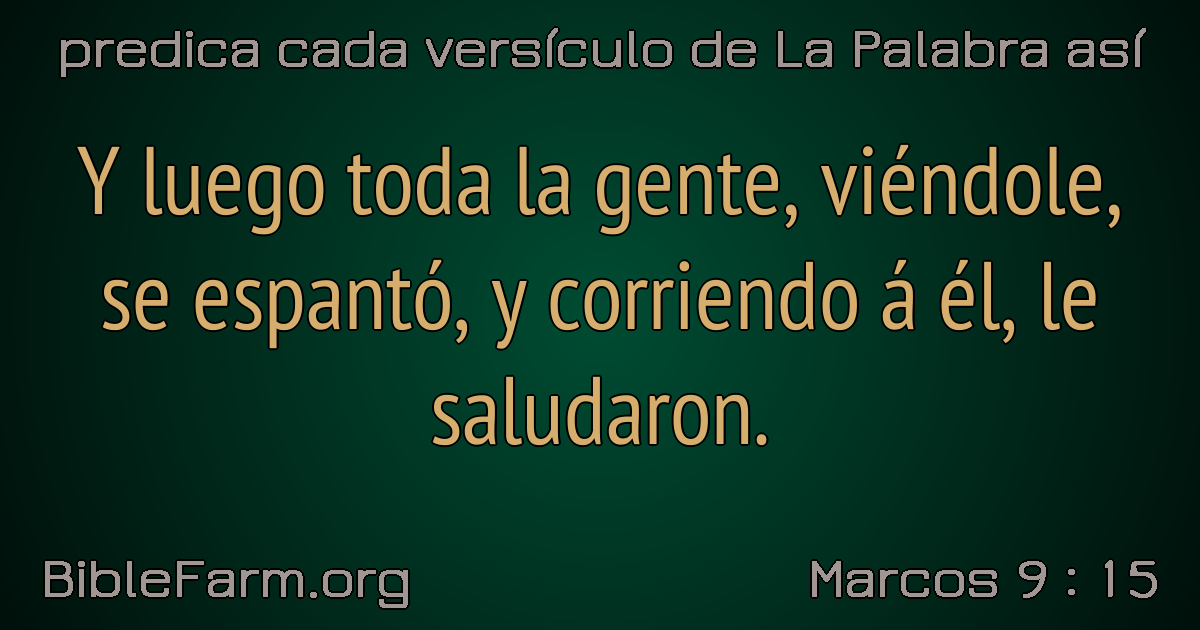 predica cada versículo de La Palabra así
Y luego toda la gente, viéndole,
se espantó, y corriendo á él, le
saludaron.
BibleFarm.org
Marcos 9 : 15